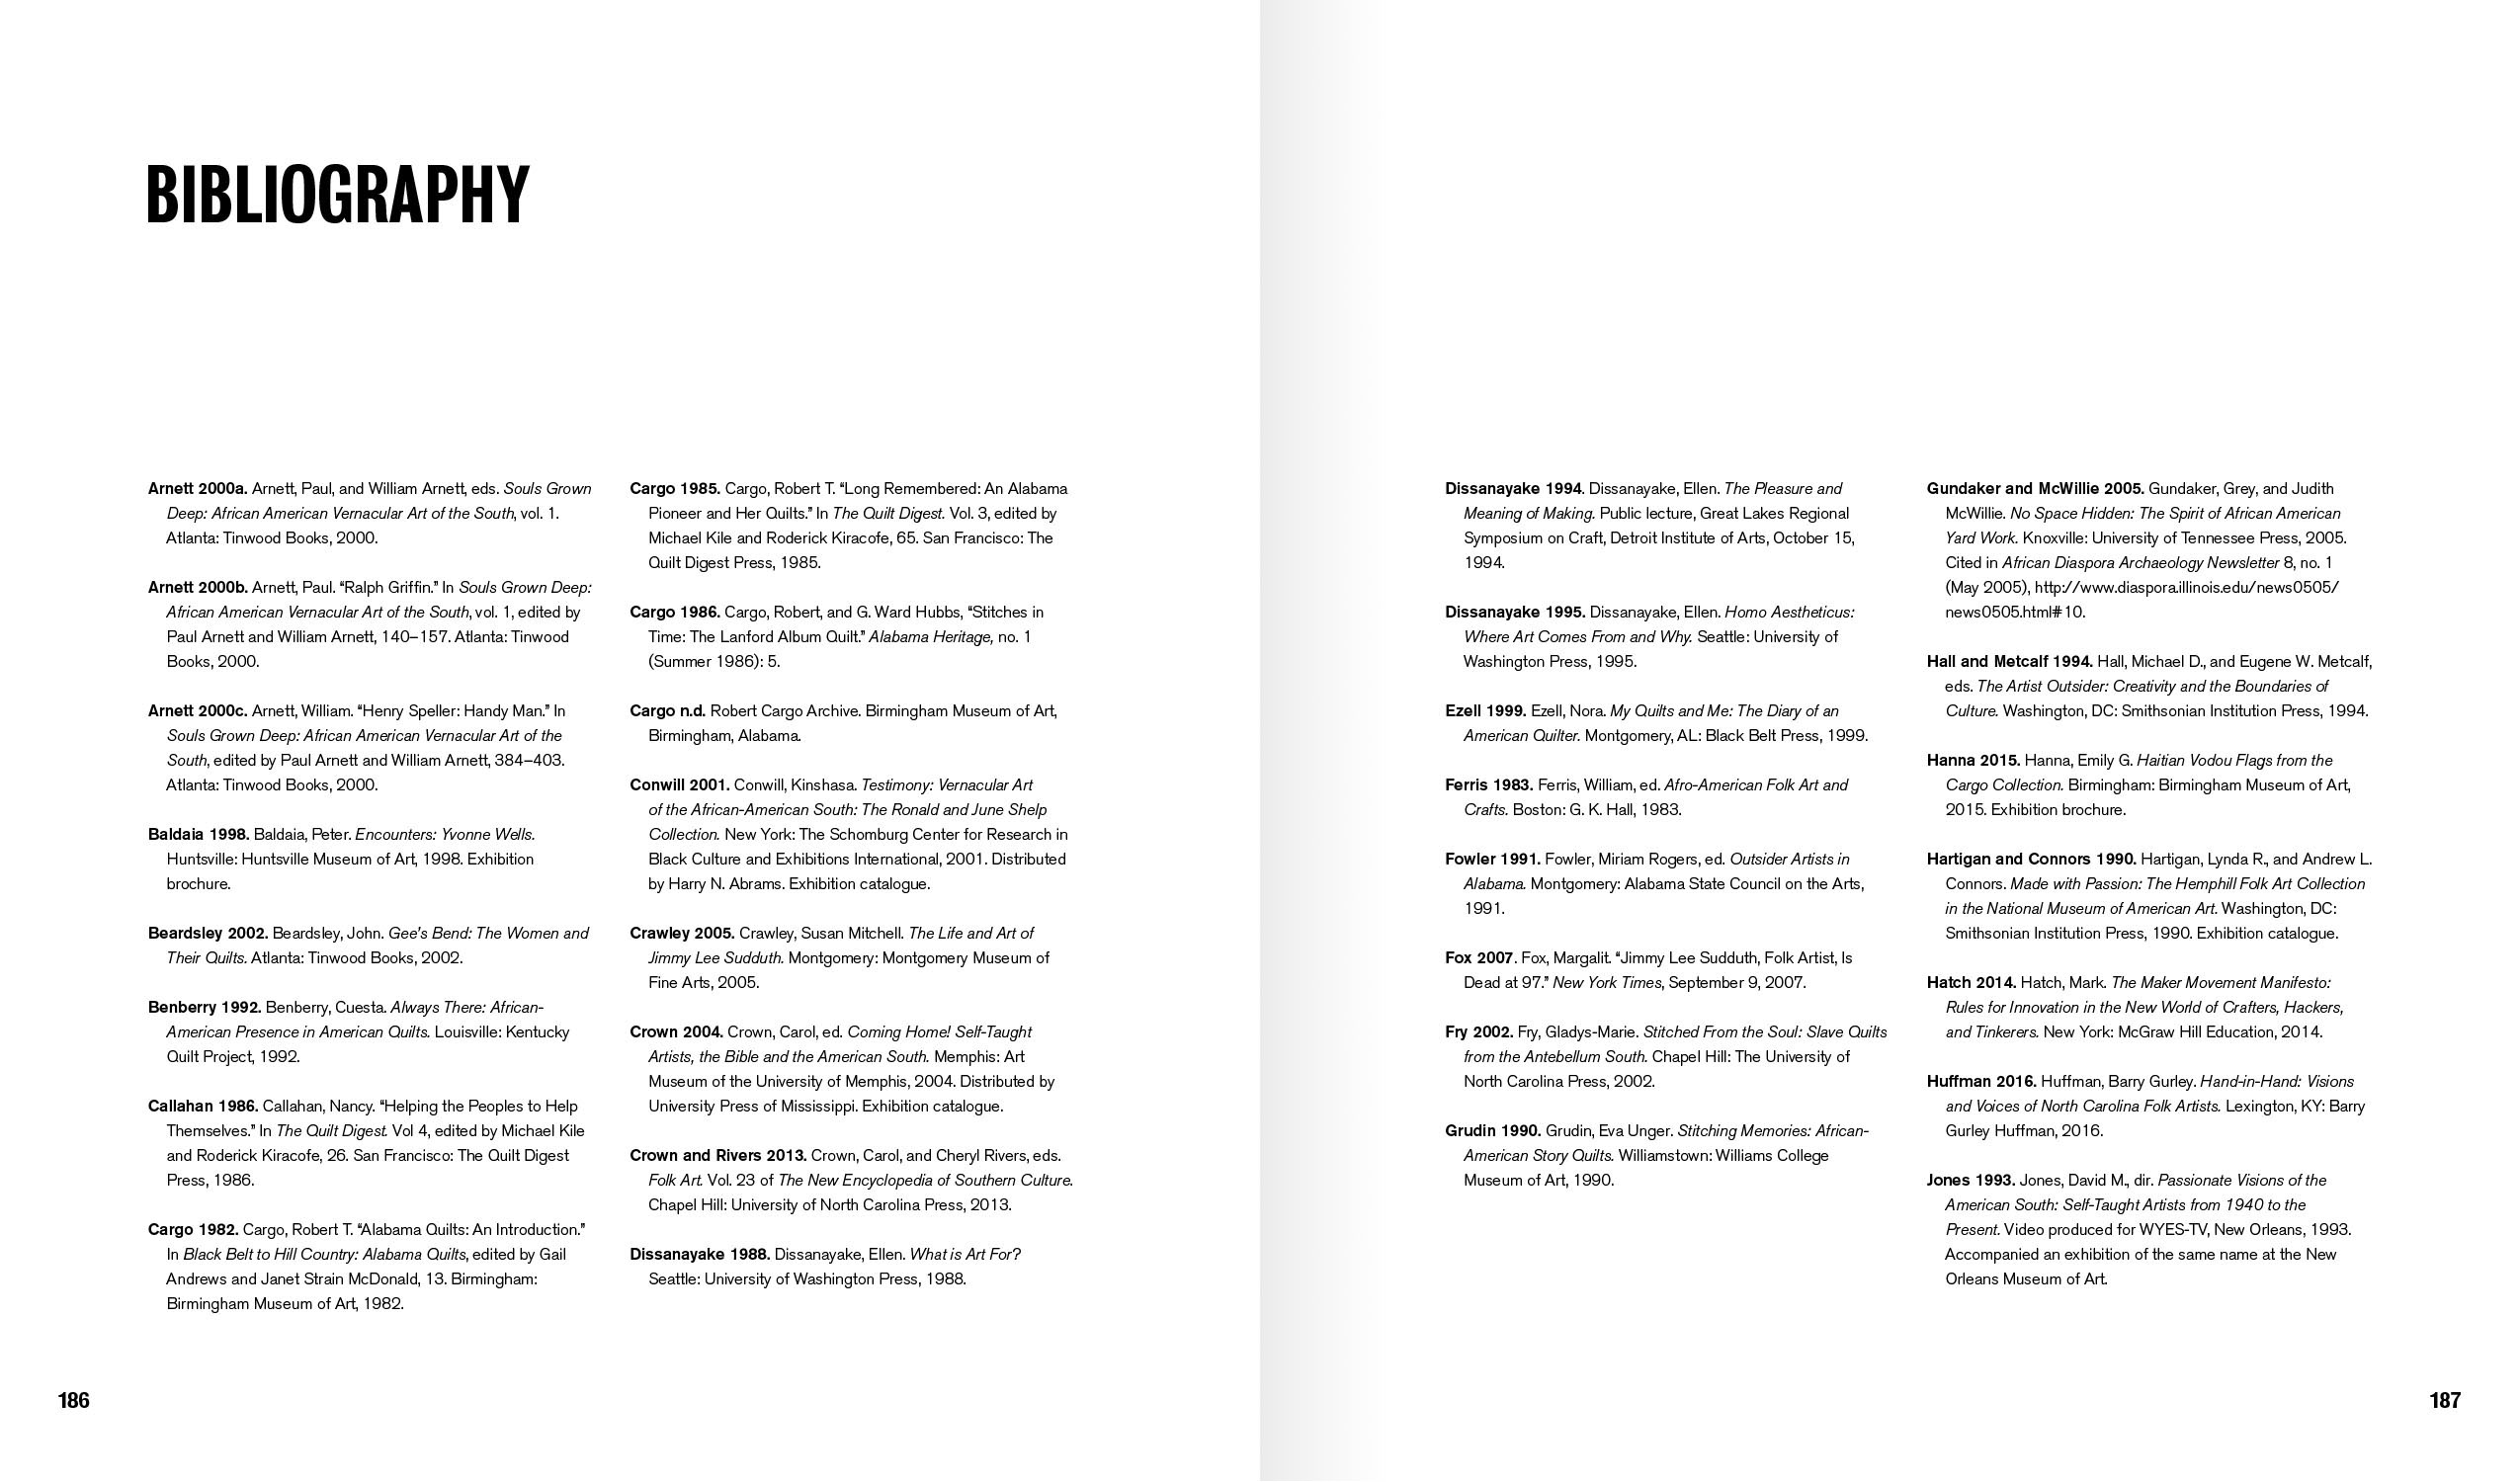 BIBLIOGRAPHY
Arnett 2000a. Arnett, Paul, and William Arnett, eds. Souls Grown
Deep: African American Vernacular Art of the South, vol. 1.
Atlanta: Tinwood Books, 2000.
Arnett 2000b. Arnett, Paul. “Ralph Griffin.” In Souls Grown Deep:
African American Vernacular Art of the South, vol. 1, edited by
Paul Arnett and William Arnett, 140–157. Atlanta: Tinwood
Books, 2000.
Arnett 2000c. Arnett, William. “Henry Speller: Handy Man.” In
Souls Grown Deep: African American Vernacular Art of the
South, edited by Paul Arnett and William Arnett, 384–403.
Atlanta: Tinwood Books, 2000.
Baldaia 1998. Baldaia, Peter. Encounters: Yvonne Wells.
Huntsville: Huntsville Museum of Art, 1998. Exhibition
brochure.
Beardsley 2002. Beardsley, John. Gee’s Bend: The Women and
Their Quilts. Atlanta: Tinwood Books, 2002.
Benberry 1992. Benberry, Cuesta. Always There: African-
American Presence in American Quilts. Louisville: Kentucky
Quilt Project, 1992.
Callahan 1986. Callahan, Nancy. “Helping the Peoples to Help
Themselves.” In The Quilt Digest. Vol 4, edited by Michael Kile
and Roderick Kiracofe, 26. San Francisco: The Quilt Digest
Press, 1986.
Cargo 1982. Cargo, Robert T. “Alabama Quilts: An Introduction.”
In Black Belt to Hill Country: Alabama Quilts, edited by Gail
Andrews and Janet Strain McDonald, 13. Birmingham:
Birmingham Museum of Art, 1982.
Cargo 1985. Cargo, Robert T. “Long Remembered: An Alabama
Pioneer and Her Quilts.” In The Quilt Digest. Vol. 3, edited by
Michael Kile and Roderick Kiracofe, 65. San Francisco: The
Quilt Digest Press, 1985.
Cargo 1986. Cargo, Robert, and G. Ward Hubbs, “Stitches in
Time: The Lanford Album Quilt.” Alabama Heritage, no. 1
(Summer 1986): 5.
Cargo n.d. Robert Cargo Archive. Birmingham Museum of Art,
Birmingham, Alabama.
Conwill 2001. Conwill, Kinshasa. Testimony: Vernacular Art
of the African-American South: The Ronald and June Shelp
Collection. New York: The Schomburg Center for Research in
Black Culture and Exhibitions International, 2001. Distributed
by Harry N. Abrams. Exhibition catalogue.
Crawley 2005. Crawley, Susan Mitchell. The Life and Art of
Jimmy Lee Sudduth. Montgomery: Montgomery Museum of
Fine Arts, 2005.
Crown 2004. Crown, Carol, ed. Coming Home! Self-Taught
Artists, the Bible and the American South. Memphis: Art
Museum of the University of Memphis, 2004. Distributed by
University Press of Mississippi. Exhibition catalogue.
Crown and Rivers 2013. Crown, Carol, and Cheryl Rivers, eds.
Folk Art. Vol. 23 of The New Encyclopedia of Southern Culture.
Chapel Hill: University of North Carolina Press, 2013.
Dissanayake 1988. Dissanayake, Ellen. What is Art For?
Seattle: University of Washington Press, 1988.
186
Dissanayake 1994. Dissanayake, Ellen. The Pleasure and
Meaning of Making. Public lecture, Great Lakes Regional
Symposium on Craft, Detroit Institute of Arts, October 15,
1994.
Dissanayake 1995. Dissanayake, Ellen. Homo Aestheticus:
Where Art Comes From and Why. Seattle: University of
Washington Press, 1995.
Ezell 1999. Ezell, Nora. My Quilts and Me: The Diary of an
American Quilter. Montgomery, AL: Black Belt Press, 1999.
Ferris 1983. Ferris, William, ed. Afro-American Folk Art and
Crafts. Boston: G. K. Hall, 1983.
Fowler 1991. Fowler, Miriam Rogers, ed. Outsider Artists in
Alabama. Montgomery: Alabama State Council on the Arts,
1991.
Fox 2007. Fox, Margalit. “Jimmy Lee Sudduth, Folk Artist, Is
Dead at 97.” New York Times, September 9, 2007.
Fry 2002. Fry, Gladys-Marie. Stitched From the Soul: Slave Quilts
from the Antebellum South. Chapel Hill: The University of
North Carolina Press, 2002.
Grudin 1990. Grudin, Eva Unger. Stitching Memories: African-
American Story Quilts. Williamstown: Williams College
Museum of Art, 1990.
Gundaker and McWillie 2005. Gundaker, Grey, and Judith
McWillie. No Space Hidden: The Spirit of African American
Yard Work. Knoxville: University of Tennessee Press, 2005.
Cited in African Diaspora Archaeology Newsletter 8, no. 1
(May 2005), http://www.diaspora.illinois.edu/news0505/
news0505.html#10.
Hall and Metcalf 1994. Hall, Michael D., and Eugene W. Metcalf,
eds. The Artist Outsider: Creativity and the Boundaries of
Culture. Washington, DC: Smithsonian Institution Press, 1994.
Hanna 2015. Hanna, Emily G. Haitian Vodou Flags from the
Cargo Collection. Birmingham: Birmingham Museum of Art,
2015. Exhibition brochure.
Hartigan and Connors 1990. Hartigan, Lynda R., and Andrew L.
Connors. Made with Passion: The Hemphill Folk Art Collection
in the National Museum of American Art. Washington, DC:
Smithsonian Institution Press, 1990. Exhibition catalogue.
Hatch 2014. Hatch, Mark. The Maker Movement Manifesto:
Rules for Innovation in the New World of Crafters, Hackers,
and Tinkerers. New York: McGraw Hill Education, 2014.
Huffman 2016. Huffman, Barry Gurley. Hand-in-Hand: Visions
and Voices of North Carolina Folk Artists. Lexington, KY: Barry
Gurley Huffman, 2016.
Jones 1993. Jones, David M., dir. Passionate Visions of the
American South: Self-Taught Artists from 1940 to the
Present. Video produced for WYES-TV, New Orleans, 1993.
Accompanied an exhibition of the same name at the New
Orleans Museum of Art.
187